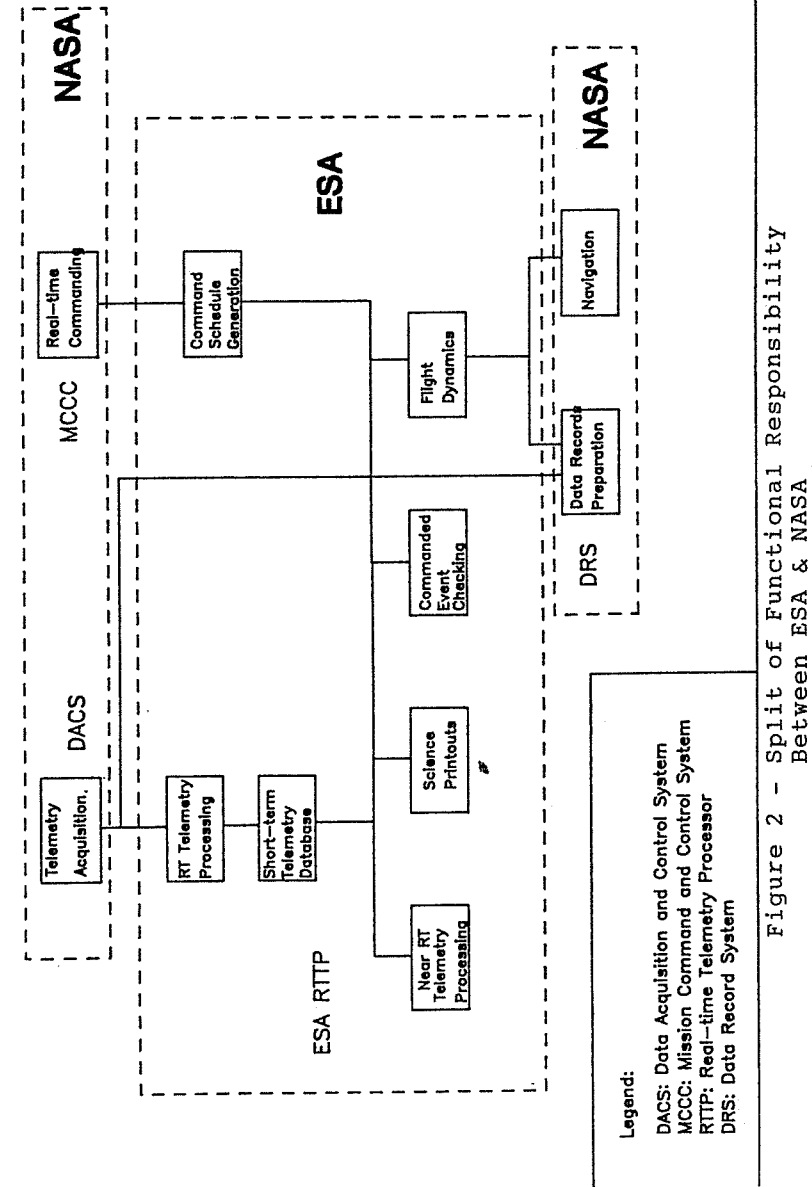 NASA
Telemetry
Acquisition.
DACS
MCCC
Real-time
Commanding
ESA
RT Telemetry
Processing
Command
Schedule
Generation
Short-term
Telemetry
Database
ESA RTTP
Near RT
Telemetry
Processing
Science
Printouts
Commanded
Event
Checking
Flight
Dynamics
NASA
DRS
Data Records
Preparation
Navigation
Legend:
DACS: Data Acquisition and Control System
MCCC: Mission Command and Control System
RTTP: Real-time Telemetry Processor
DRS: Data Record System
Figure 2 - Split of Functional Responsibility
Between ESA & NASA